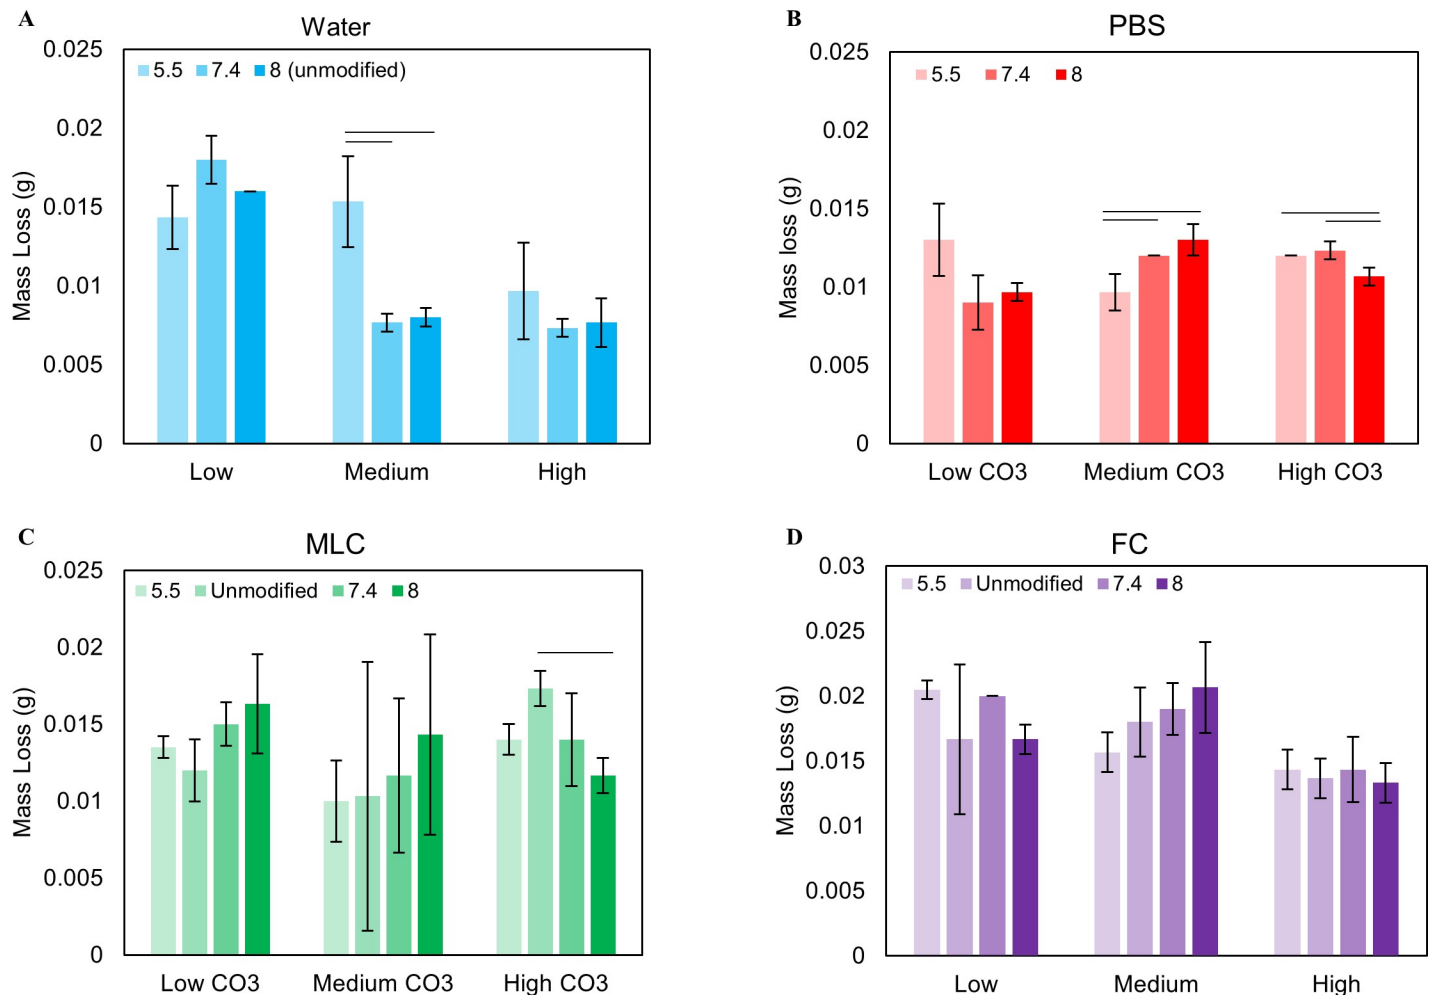 A
Water
0.025
0.02
0.015
0.01
0.005
0
Mass Loss (g)
5.5 7.4 8 (unmodified)
Low Medium High
B
PBS
0.025
0.02
0.015
0.01
0.005
0
Mass loss (g)
5.5 7.4 8
Low CO3 Medium CO3 High CO3
C
MLC
0.025
0.02
0.015
0.01
0.005
0
Mass Loss (g)
5.5 Unmodified 7.4 8
Low CO3 Medium CO3 High CO3
D
FC
0.03
0.025
0.02
0.015
0.01
0.005
0
Mass Loss (g)
5.5 Unmodified 7.4 8
Low Medium High